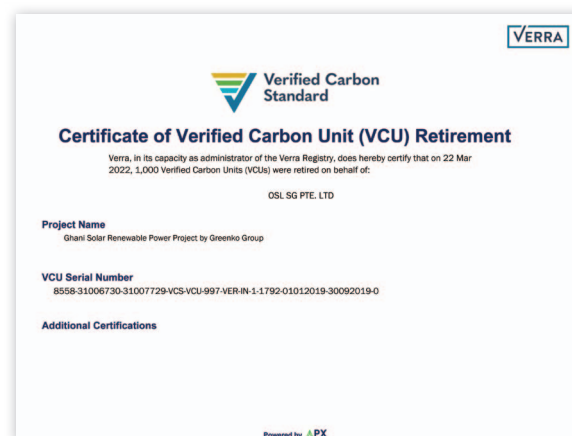 VERRA
Verified Carbon
Standard
Certificate of Verified Carbon Unit (VCU) Retirement
Verra, in its capacity as administrator of the Verra Registry, does hereby certify that on 22 Mar
2022, 1,000 Verified Carbon Units (VCUs) were retired on behalf of:
OSL SG PTE. LTD
Project Name
Ghani Solar Renewable Power Project by Greenko Group
VCU Serial Number
8558-31006730-31007729-VCS-VCU-997-VER-IN-1-1792-01012019-30092019-0
Additional Certifications
Powered by APX